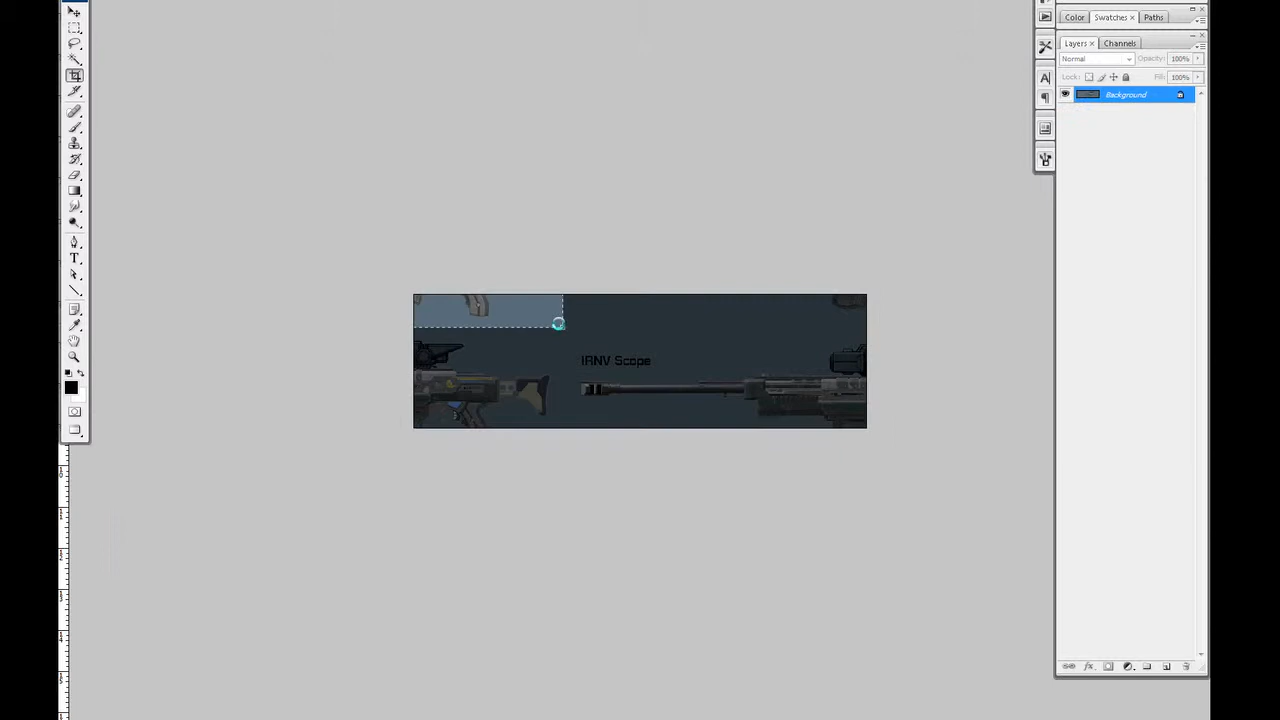 Color Swatches × Paths
Layers × Channels
Normal Opacity: 100%
Lock: Fill: 100%
Background
IRNV Scope